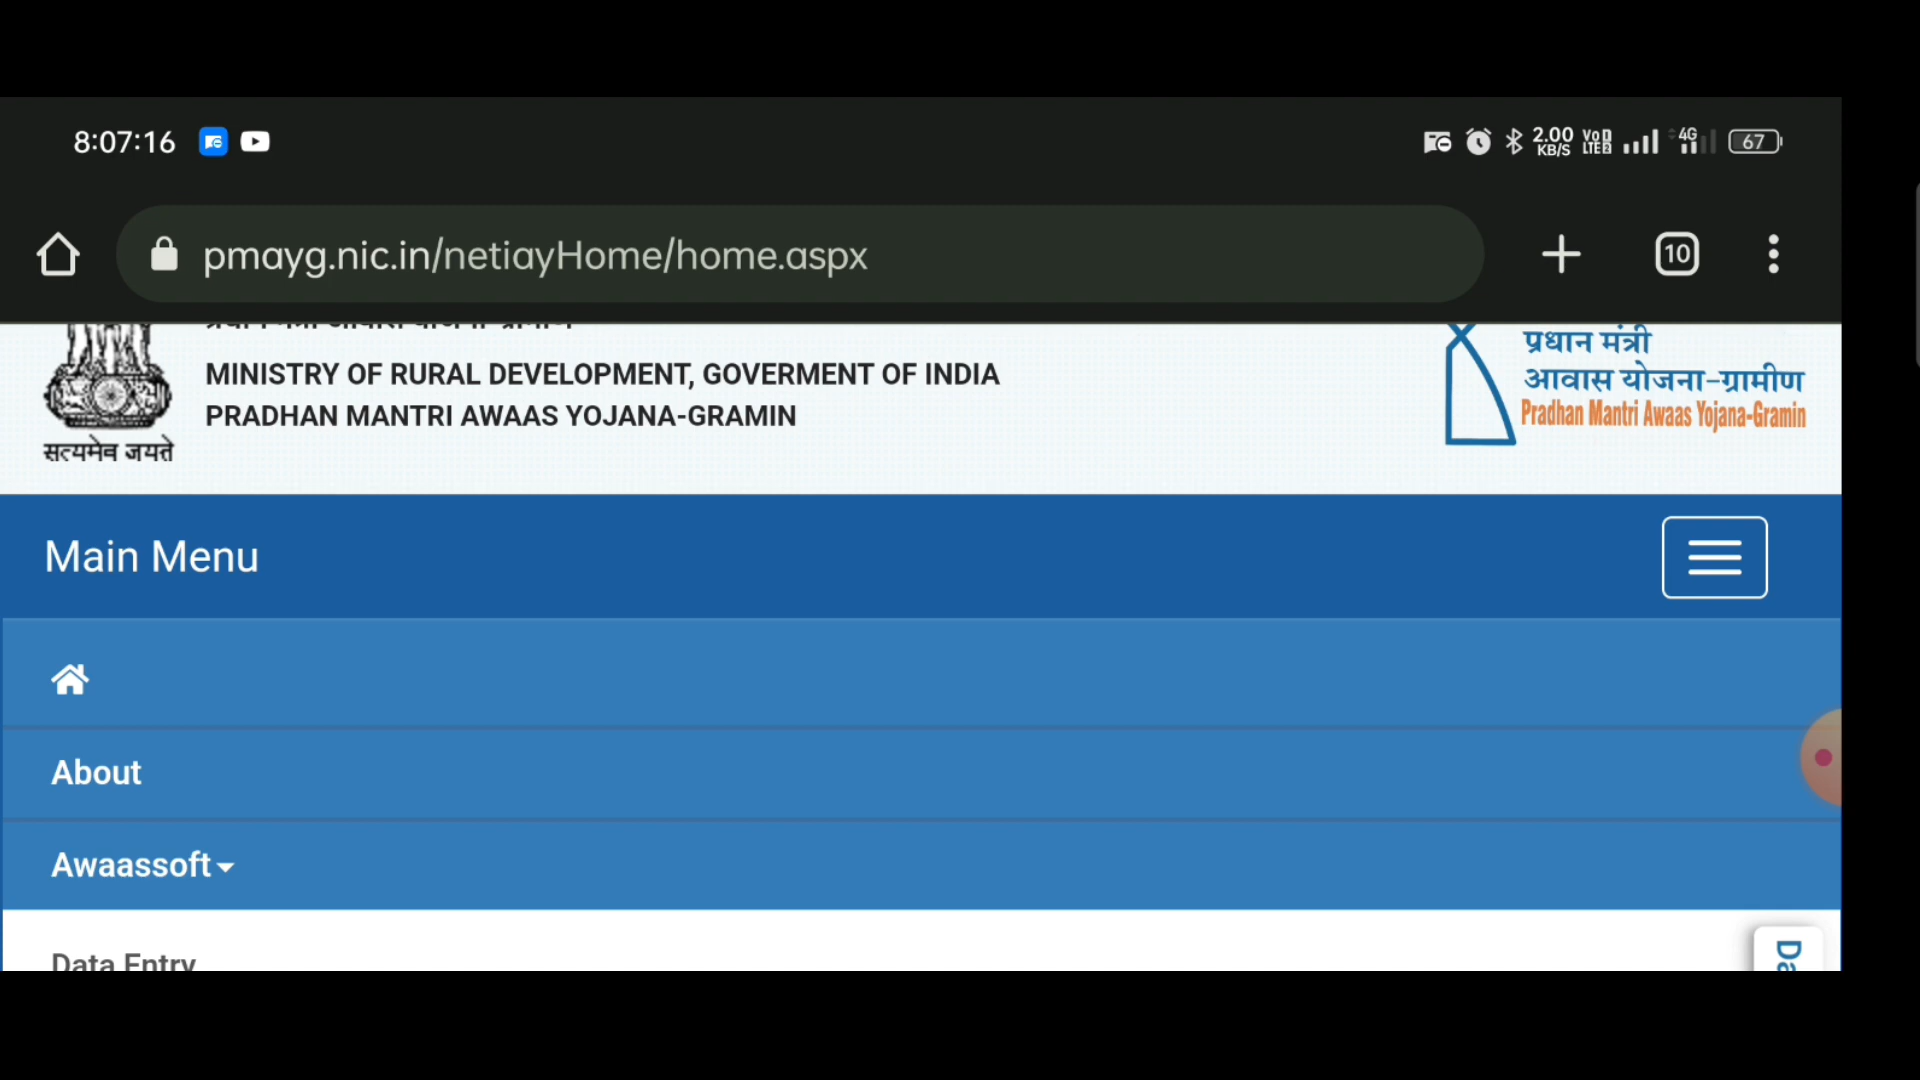 8:07:16
2.00 KB/S VoLTE 4G 67
pmayg.nic.in/netiayHome/home.aspx
10
MINISTRY OF RURAL DEVELOPMENT, GOVERMENT OF INDIA
PRADHAN MANTRI AWAAS YOJANA-GRAMIN
सत्यमेव जयते
प्रधान मंत्री
आवास योजना-ग्रामीण
Pradhan Mantri Awaas Yojana-Gramin
Main Menu
About
Awaassoft
Data Entry